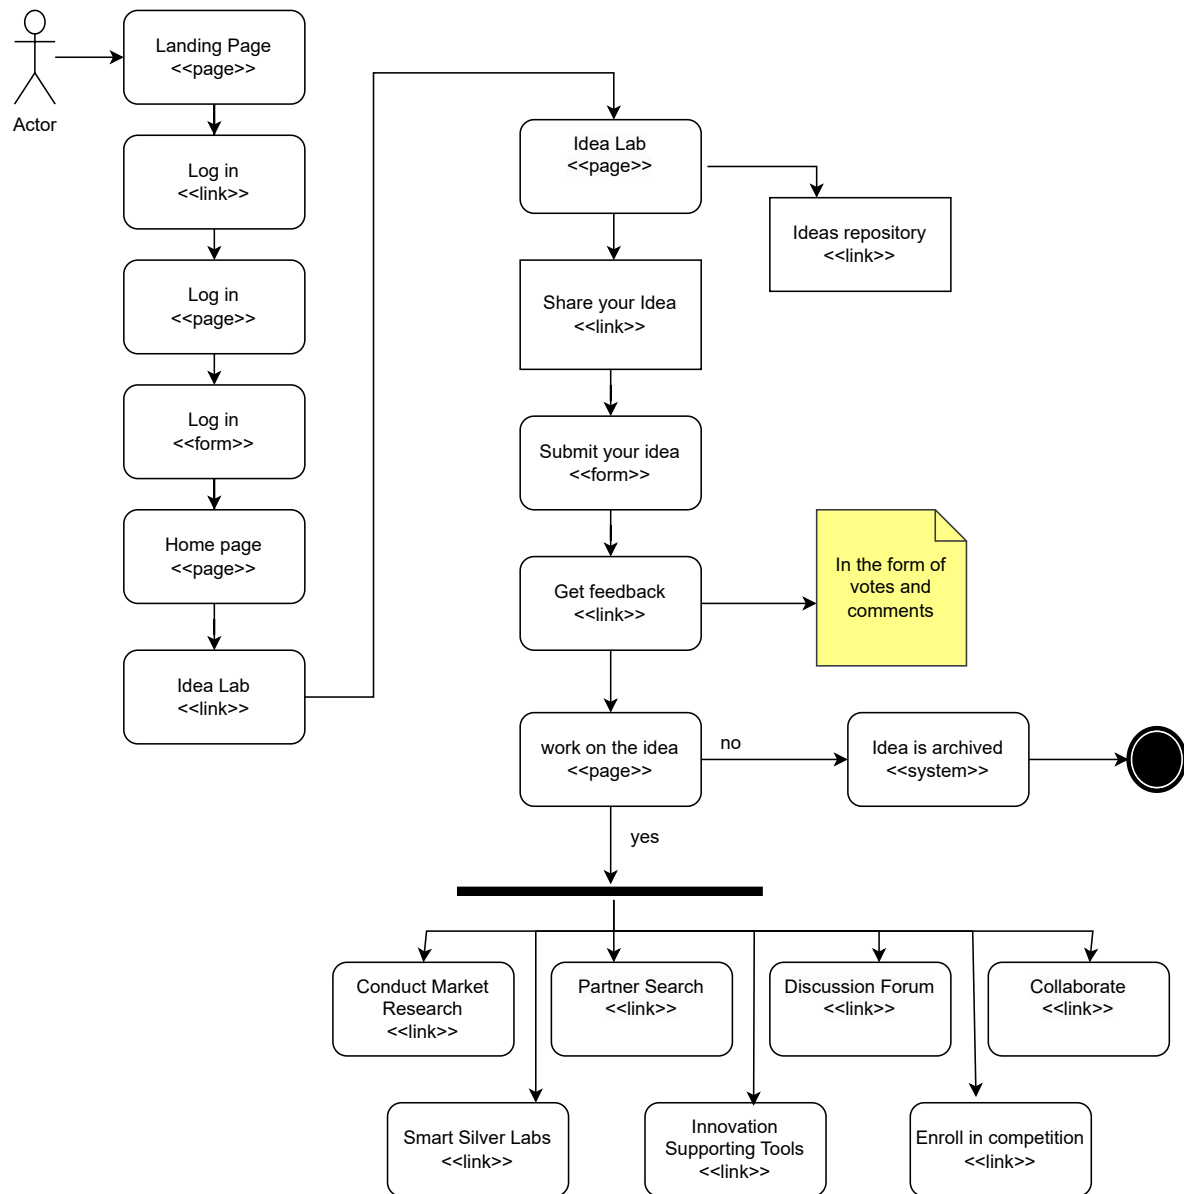 Actor
Landing Page
<<page>>
Log in
<<link>>
Log in
<<page>>
Log in
<<form>>
Home page
<<page>>
Idea Lab
<<link>>
Idea Lab
<<page>>
Ideas repository
<<link>>
Share your Idea
<<link>>
Submit your idea
<<form>>
Get feedback
<<link>>
In the form of
votes and
comments
work on the idea
<<page>>
no
Idea is archived
<<system>>
yes
Conduct Market
Research
<<link>>
Partner Search
<<link>>
Discussion Forum
<<link>>
Collaborate
<<link>>
Smart Silver Labs
<<link>>
Innovation
Supporting Tools
<<link>>
Enroll in competition
<<link>>